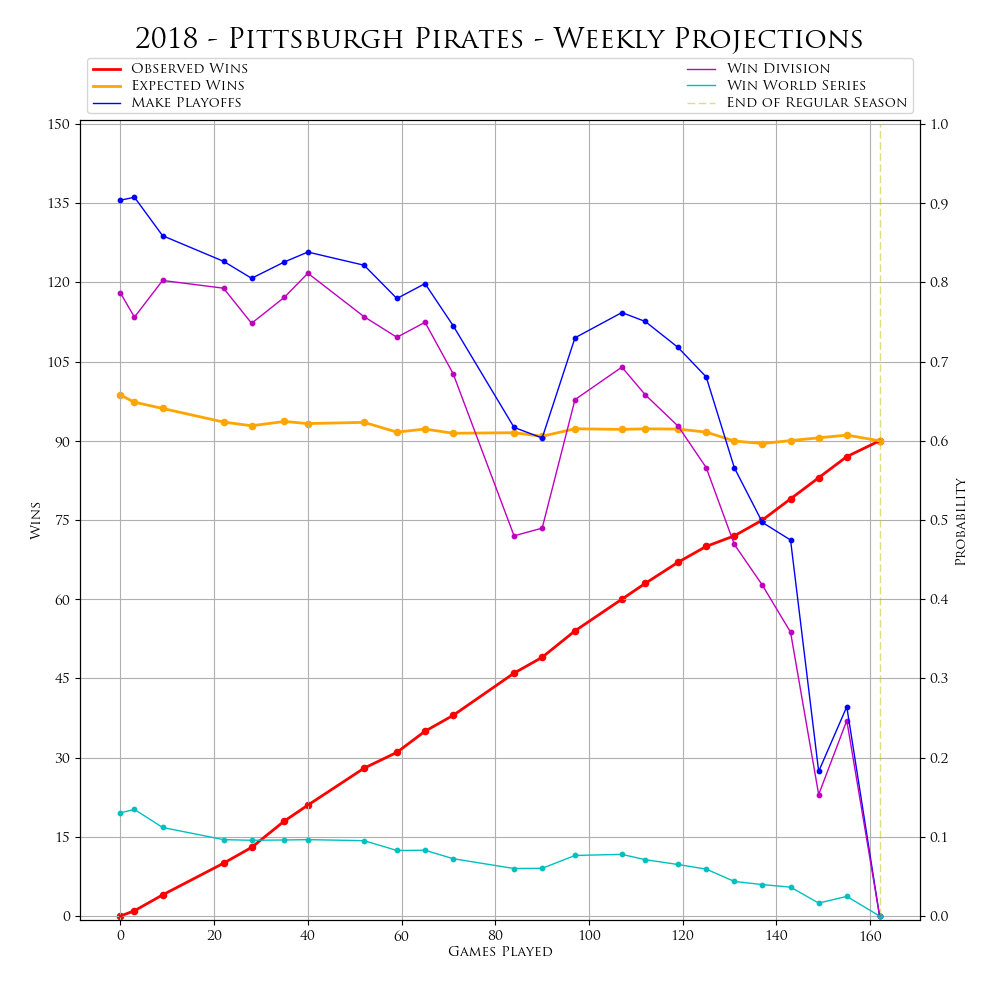 2018 - Pittsburgh Pirates - Weekly Projections
Observed Wins
Expected Wins
Make Playoffs
Win Division
Win World Series
End of Regular Season
150
135
120
105
90
75
60
45
30
15
0
Wins
1.0
0.9
0.8
0.7
0.6
0.5
0.4
0.3
0.2
0.1
0.0
Probability
0 20 40 60 80 100 120 140 160
Games Played